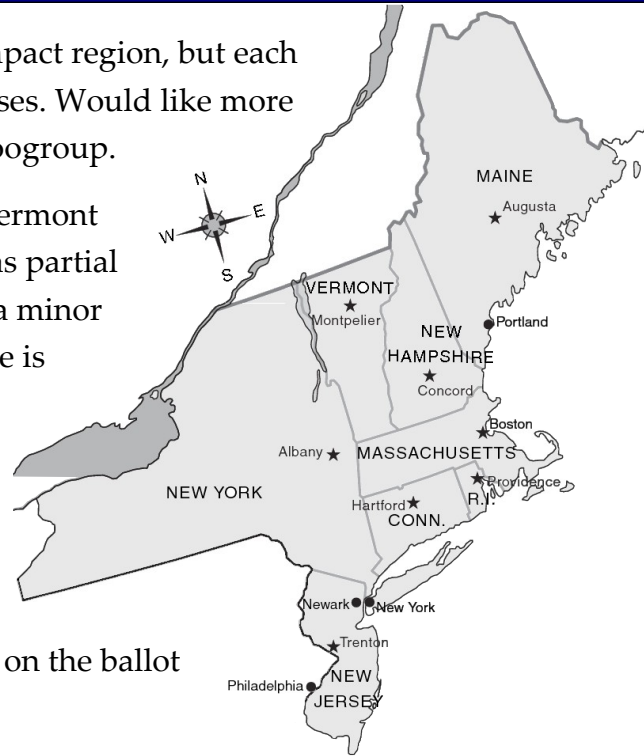 npact region, but each
ses. Would like more
oogroup.
ermont
as partial
a minor
e is
on the ballot
N
E
W
S
MAINE
Augusta
VERMONT
Montpelier
Portland
NEW
HAMPSHIRE
Concord
Boston
Albany
MASSACHUSETTS
Providence
NEW YORK
Hartford
R.I.
CONN.
Newark
New York
Trenton
Philadelphia
NEW
JERSEY